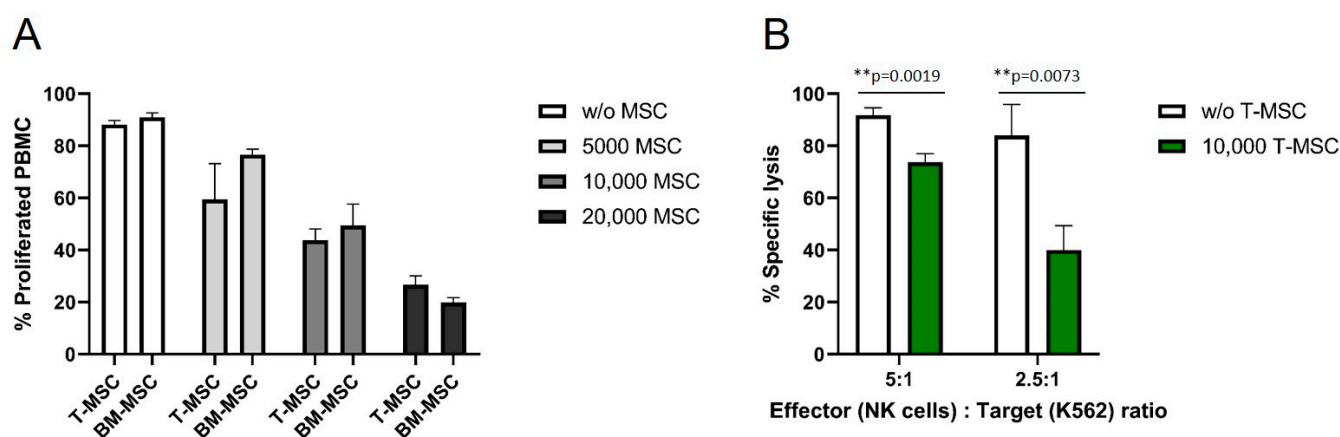 A
% Proliferated PBMC
100
80
60
40
20
0
T-MSC
BM-MSC
T-MSC
BM-MSC
T-MSC
BM-MSC
T-MSC
BM-MSC
w/o MSC
5000 MSC
10,000 MSC
20,000 MSC
B
**p=0.0019
**p=0.0073
% Specific lysis
100
80
60
40
20
0
5:1
2.5:1
Effector (NK cells) : Target (K562) ratio
w/o T-MSC
10,000 T-MSC